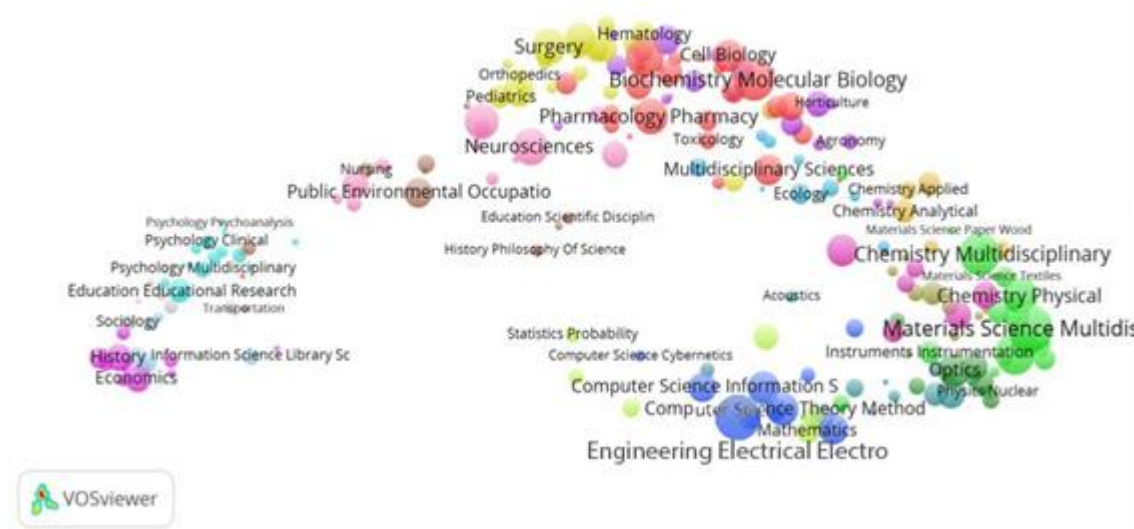 Hematology
Surgery
Cell Biology
Orthopedics
Biochemistry Molecular Biology
Pediatrics
Horticulture
Pharmacology Pharmacy
Toxicology
Agronomy
Neurosciences
Nursing
Multidisciplinary Sciences
Public Environmental Occupatio
Ecology
Chemistry Applied
Chemistry Analytical
Education Scientific Disciplin
Psychology Psychoanalysis
Materials Science Paper Wood
Psychology Clinical
History Philosophy Of Science
Chemistry Multidisciplinary
Psychology Multidisciplinary
Materials Science Textiles
Education Educational Research
Acoustics
Chemistry Physical
Transportation
Sociology
Materials Science Multidis
Statistics Probability
History
Information Science Library Sc
Computer Science Cybernetics
Instruments Instrumentation
Optics
Economics
Computer Science Information S
Physics Nuclear
Computer Science Theory Method
Mathematics
Engineering Electrical Electro
VOSviewer